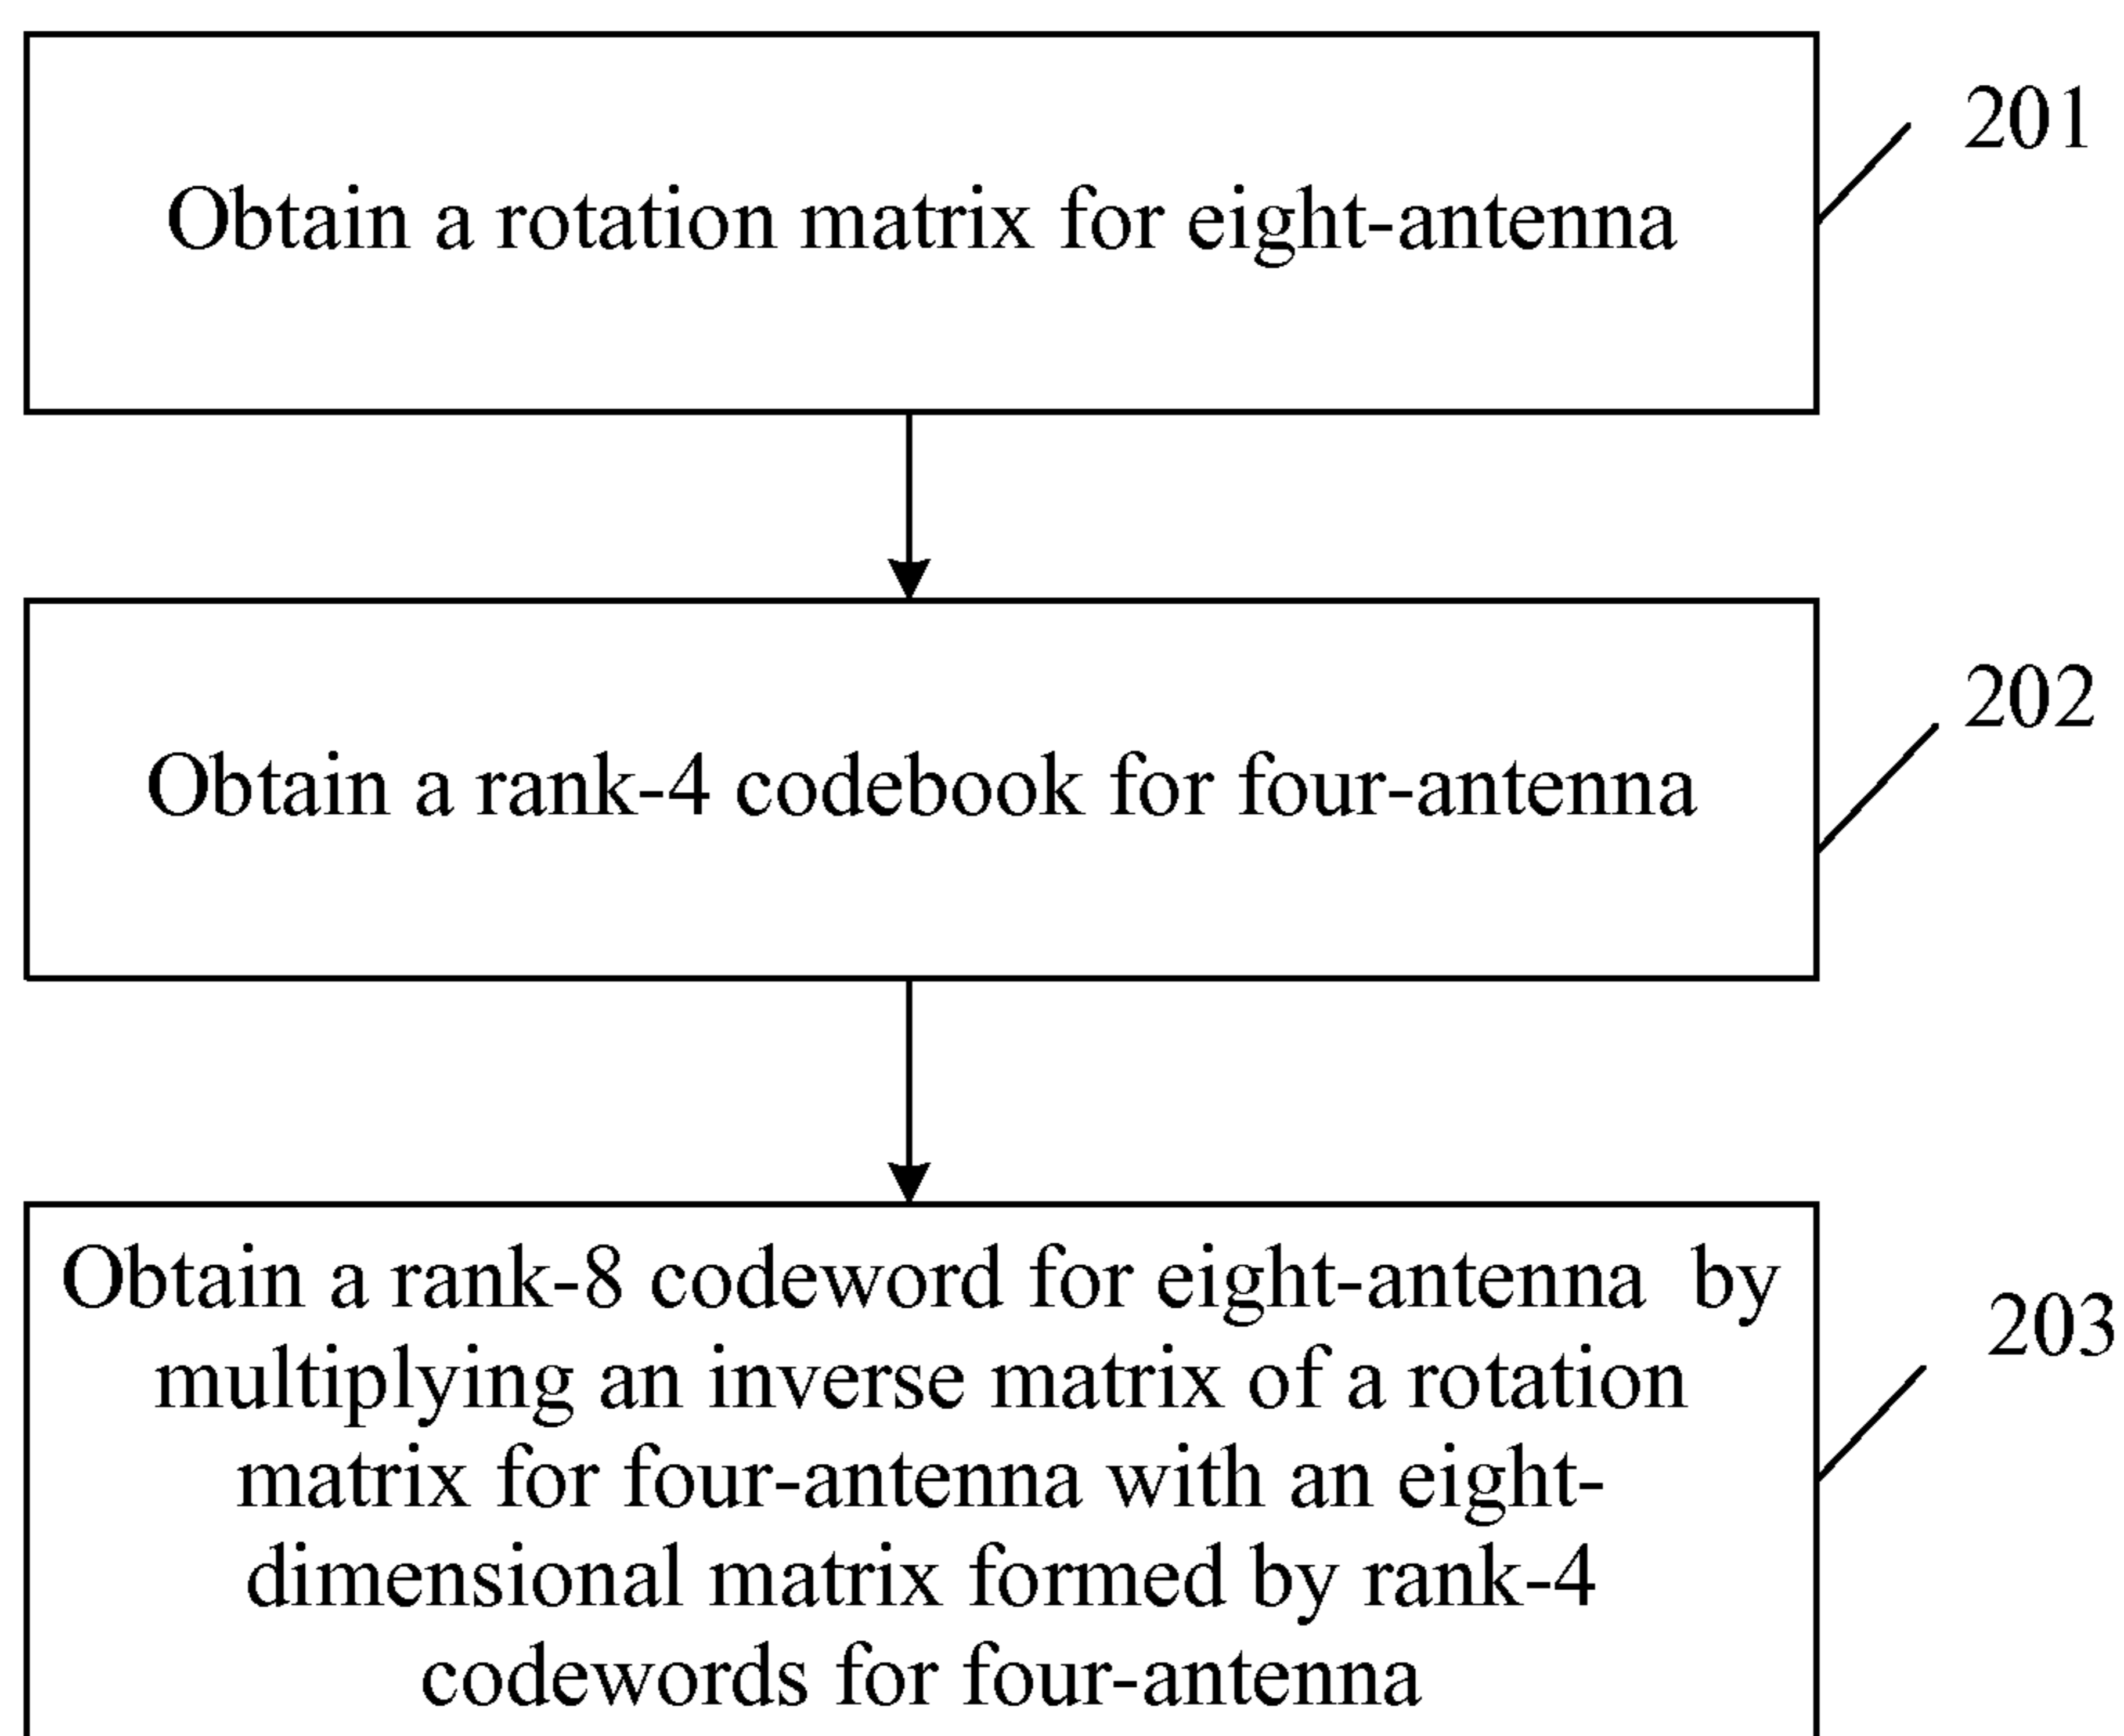 201
Obtain a rotation matrix for eight-antenna
202
Obtain a rank-4 codebook for four-antenna
Obtain a rank-8 codeword for eight-antenna by
multiplying an inverse matrix of a rotation
matrix for four-antenna with an eight-
dimensional matrix formed by rank-4
codewords for four-antenna
203